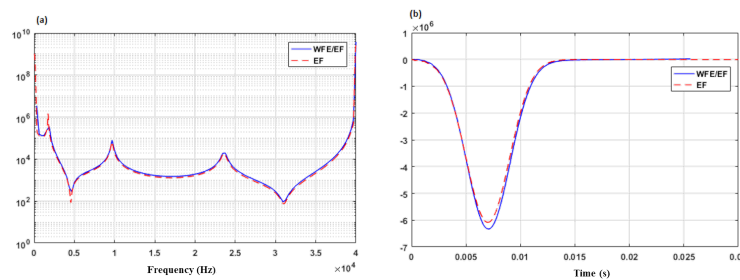 (a)
10^10
10^8
10^6
10^4
10^2
10^0
WFE/EF
EF
0 0.5 1 1.5 2 2.5 3 3.5 4
×10^4
Frequency (Hz)
(b)
×10^6
1
0
-1
-2
-3
-4
-5
-6
-7
WFE/EF
EF
0 0.005 0.01 0.015 0.02 0.025 0.03
Time (s)